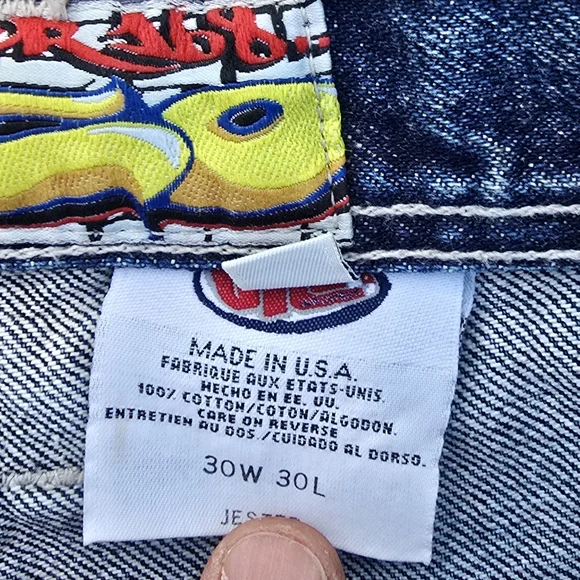 MADE IN U.S.A.
FABRIQUE AUX ETATS-UNIS.
HECHO EN EE. UU.
100% COTTON/COTON/ALGODON.
CARE ON REVERSE
ENTRETIEN AU DOS./CUIDADO AL DORSO.
30W 30L